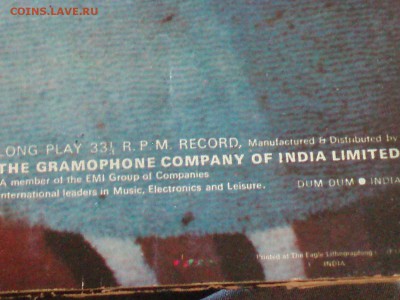 COINS.LAVE.RU
LONG PLAY 33⅓ R.P.M. RECORD, Manufactured & Distributed by
THE GRAMOPHONE COMPANY OF INDIA LIMITED
A member of the EMI Group of Companies
International leaders in Music, Electronics and Leisure.
DUM DUM ● INDIA
Printed at The Eagle Lithographing
INDIA